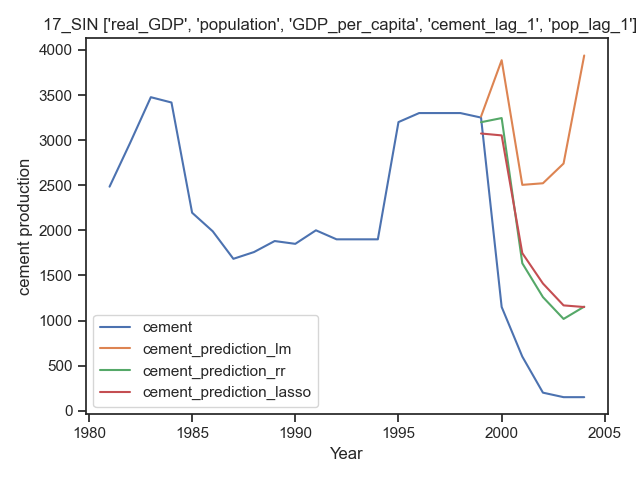 17_SIN ['real_GDP', 'population', 'GDP_per_capita', 'cement_lag_1', 'pop_lag_1']
4000
3500
3000
2500
2000
1500
1000
500
0
cement production
cement
cement_prediction_lm
cement_prediction_rr
cement_prediction_lasso
1980
1985
1990
1995
2000
2005
Year